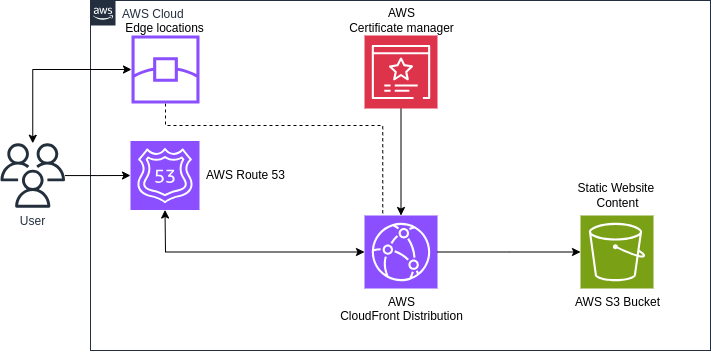 aws
AWS Cloud
Edge locations
AWS
Certificate manager
53
AWS Route 53
User
Static Website
Content
AWS
CloudFront Distribution
AWS S3 Bucket